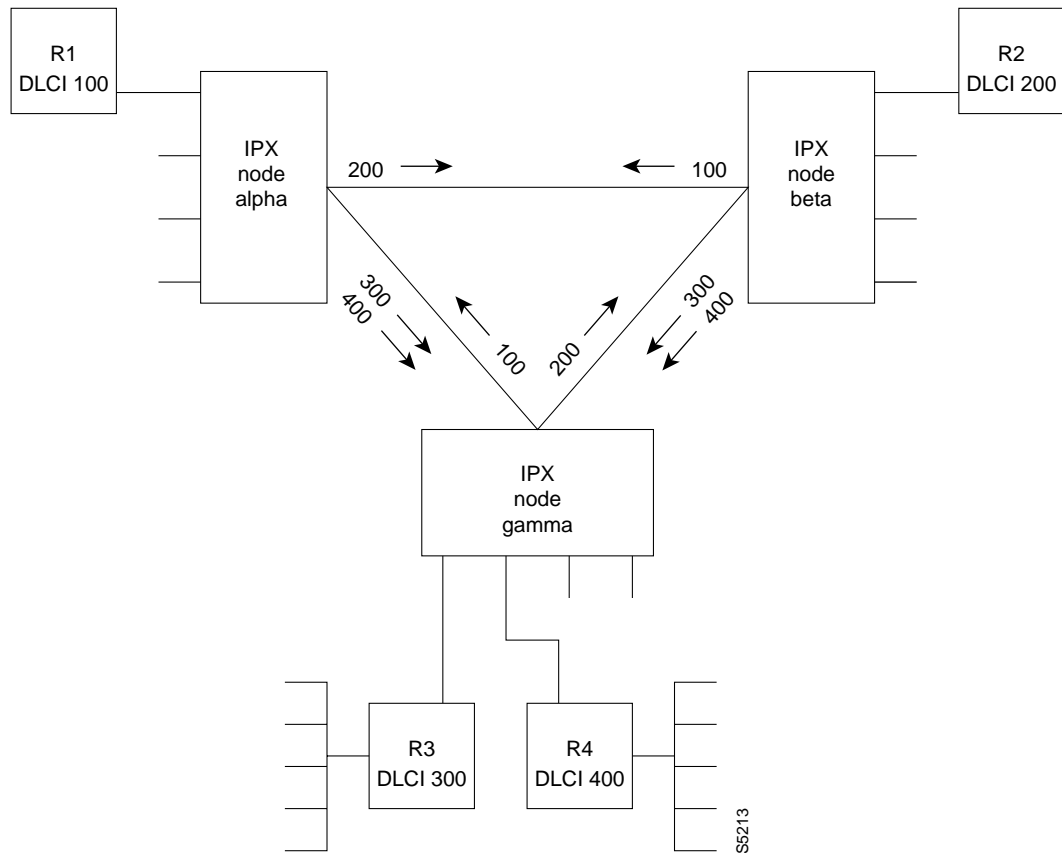 R1
DLCI 100
R2
DLCI 200
IPX
node
alpha
IPX
node
beta
200
100
300
400
100
200
300
400
IPX
node
gamma
R3
DLCI 300
R4
DLCI 400
S5213